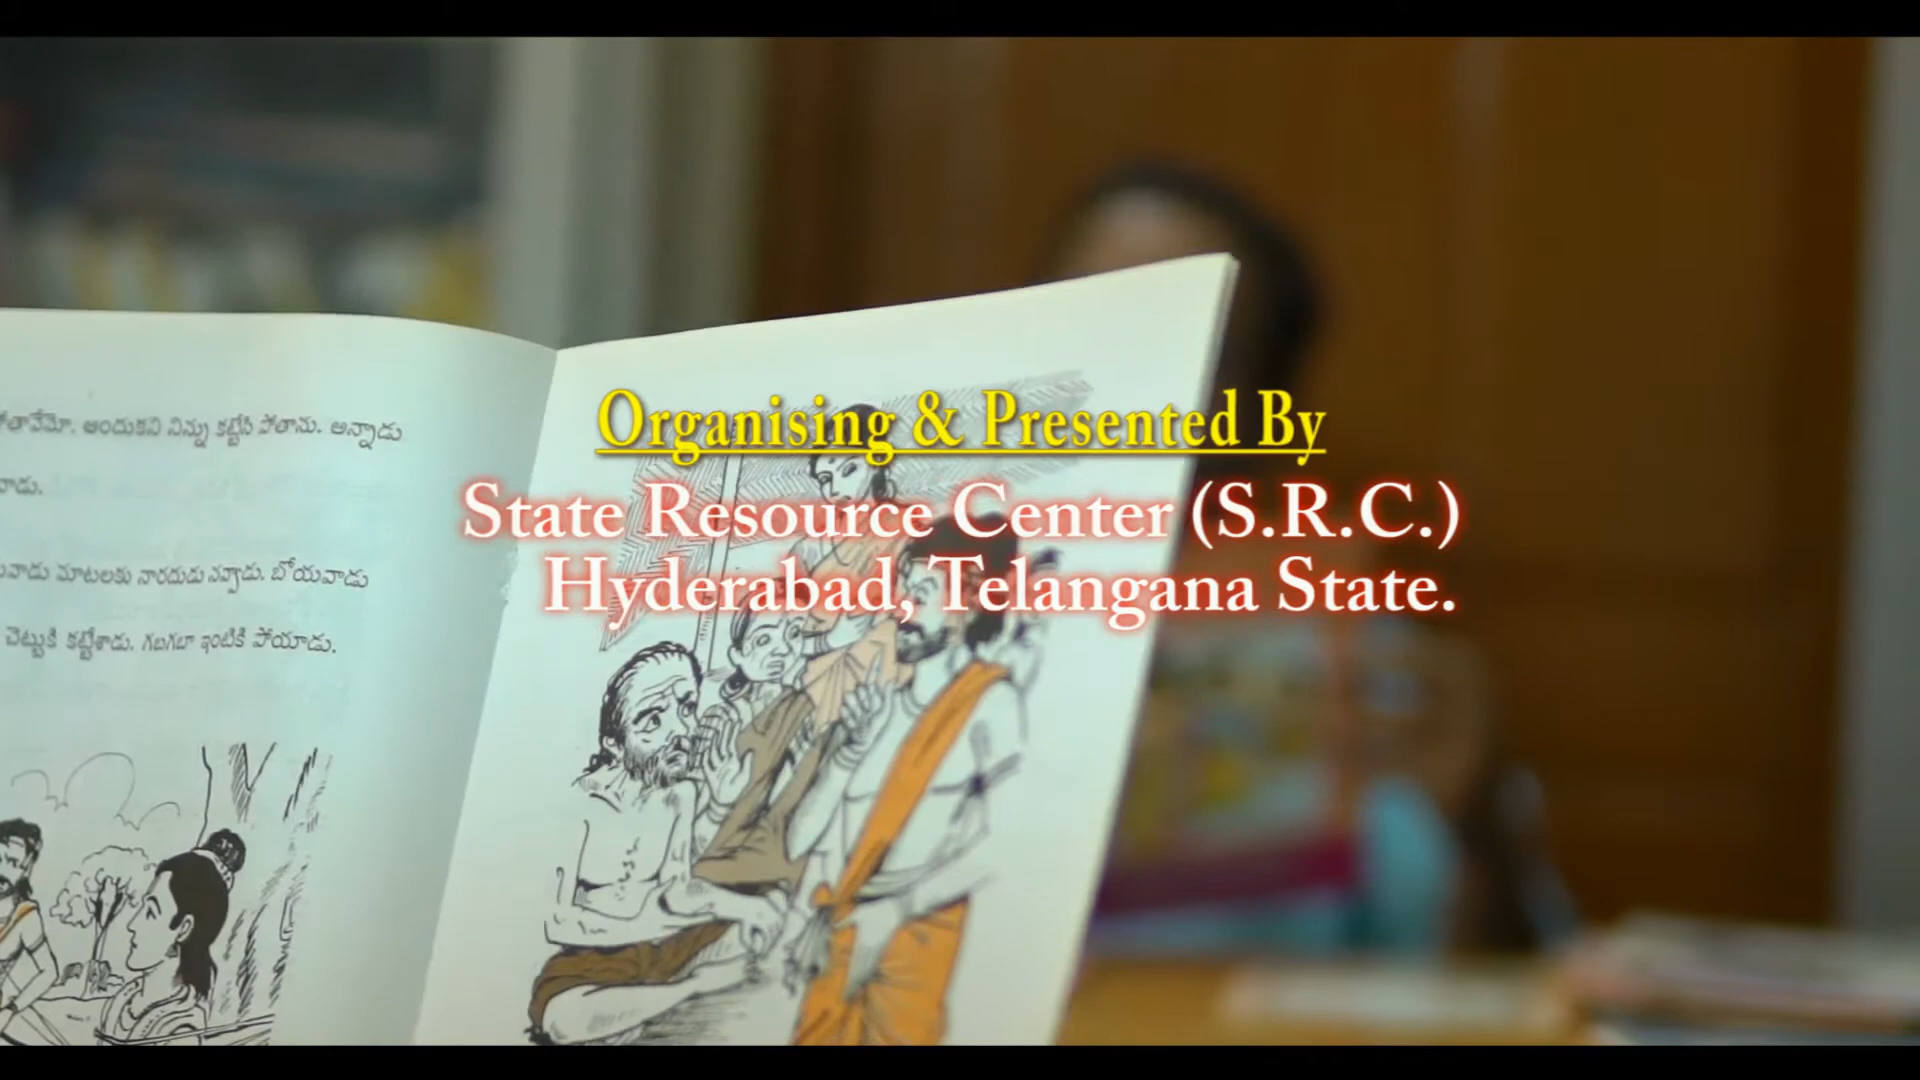 Organising & Presented By
State Resource Center (S.R.C.)
Hyderabad, Telangana State.
అందుకని నిన్ను కట్టేసి పోతాను. అన్నాడు
మాటలకు నారదుడు నవ్వాడు. బోయవాడు
చెట్టుకి కట్టేశాడు. గబగబా ఇంటికి పోయాడు.